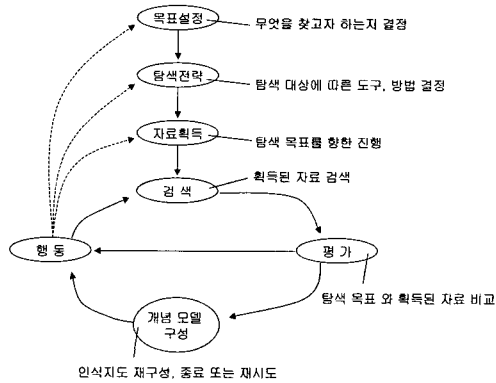 목표설정
무엇을 찾고자 하는지 결정
탐색전략
탐색 대상에 따른 도구, 방법 결정
자료획득
탐색 목표를 향한 진행
획득된 자료 검색
검 색
행 동
평 가
탐색 목표 와 획득된 자료 비교
개념 모델
구성
인식지도 재구성, 종료 또는 재시도